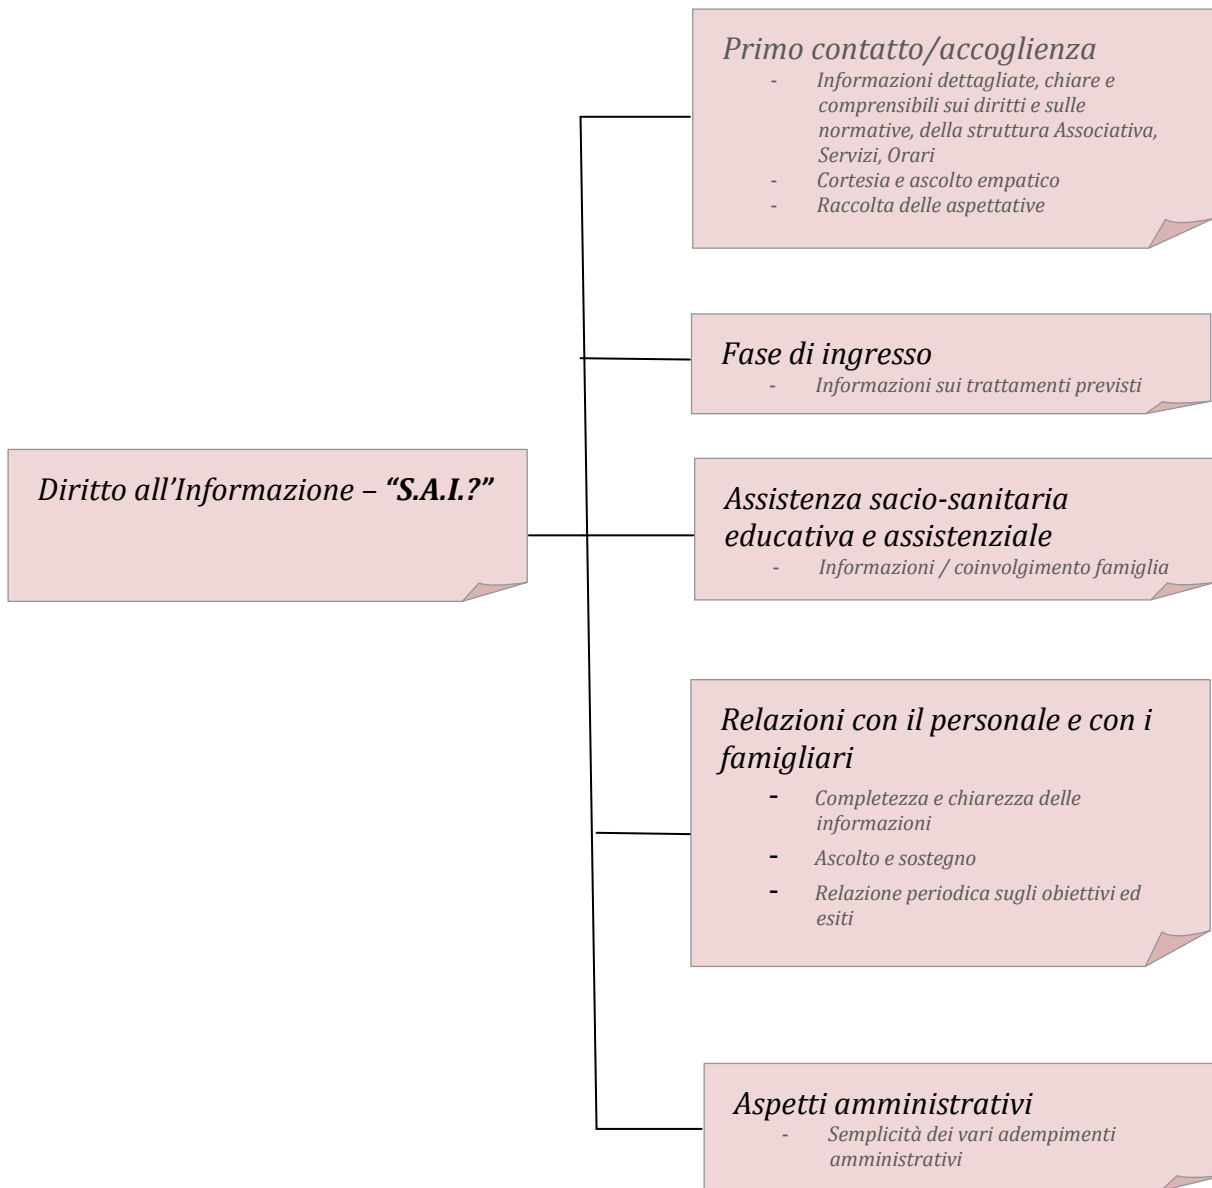 Primo contatto/accoglienza
- Informazioni dettagliate, chiare e
comprensibili sui diritti e sulle
normative, della struttura Associativa,
Servizi, Orari
- Cortesia e ascolto empatico
- Raccolta delle aspettative
Fase di ingresso
- Informazioni sui trattamenti previsti
Diritto all'Informazione – “S.A.I.?”
Assistenza sacio-sanitaria
educativa e assistenziale
- Informazioni / coinvolgimento famiglia
Relazioni con il personale e con i
famigliari
- Completezza e chiarezza delle
informazioni
- Ascolto e sostegno
- Relazione periodica sugli obiettivi ed
esiti
Aspetti amministrativi
- Semplicità dei vari adempimenti
amministrativi